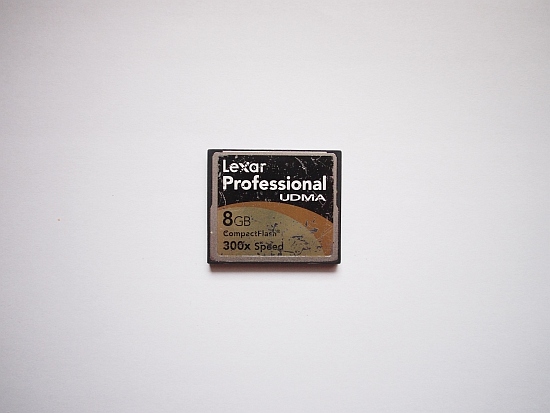 Lexar
Professional
UDMA
8GB
CompactFlash®
300x Speed